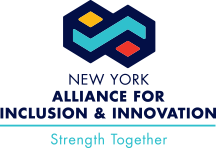 NEW YORK
ALLIANCE FOR
INCLUSION & INNOVATION
Strength Together